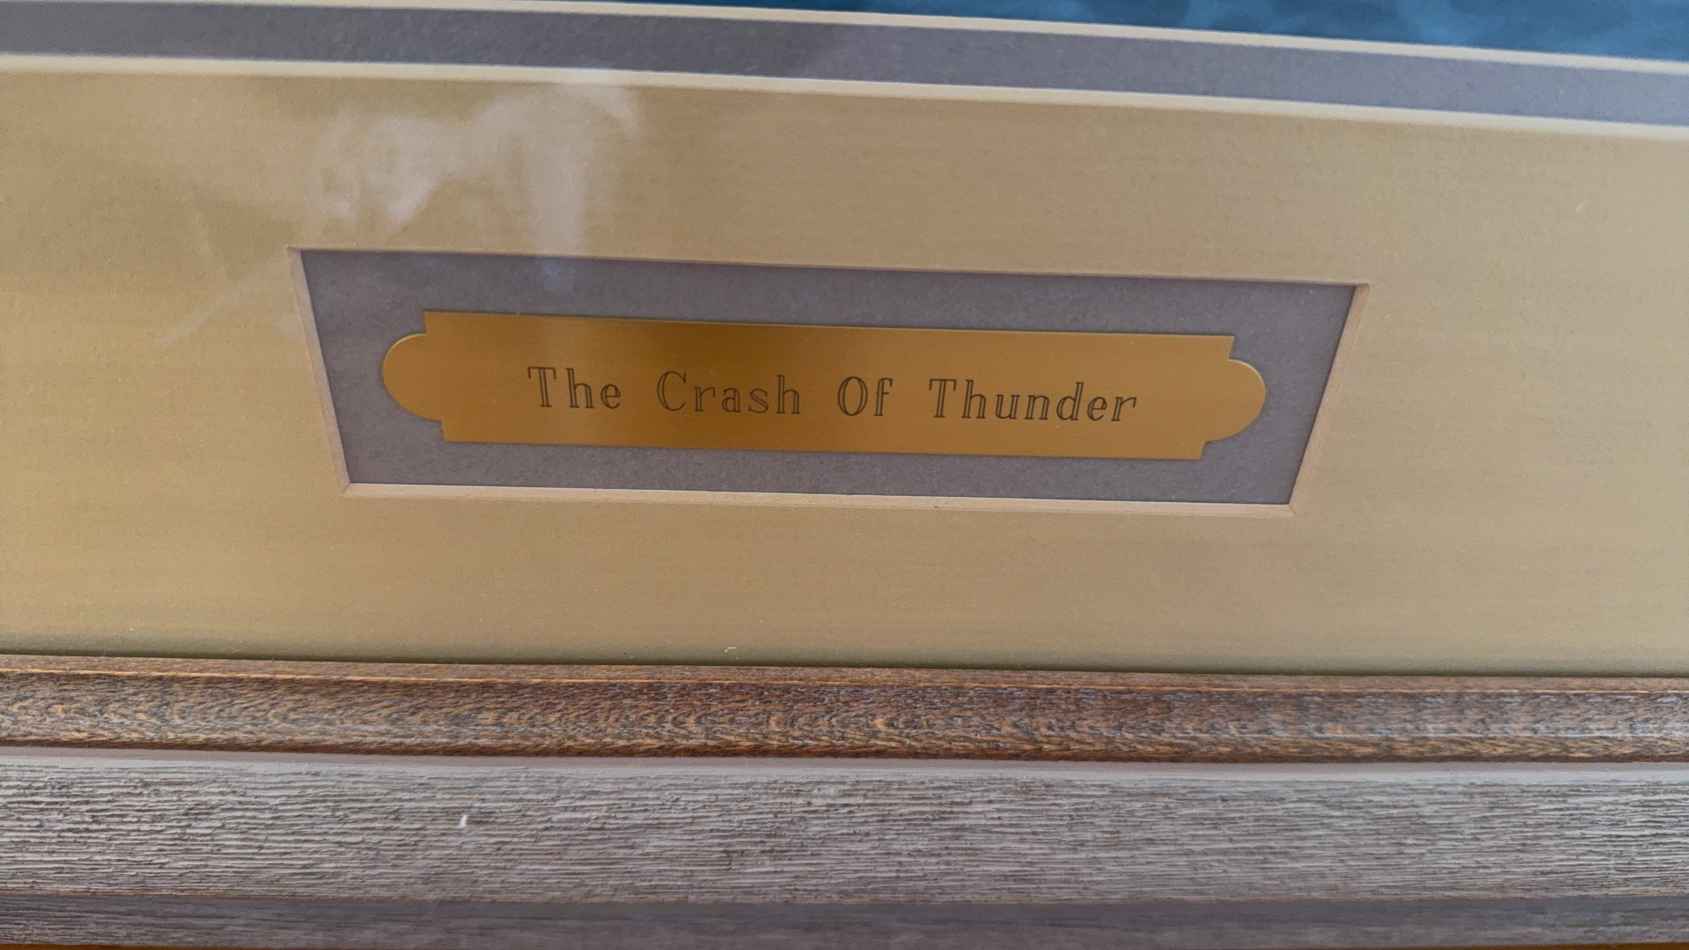 The Crash Of Thunder